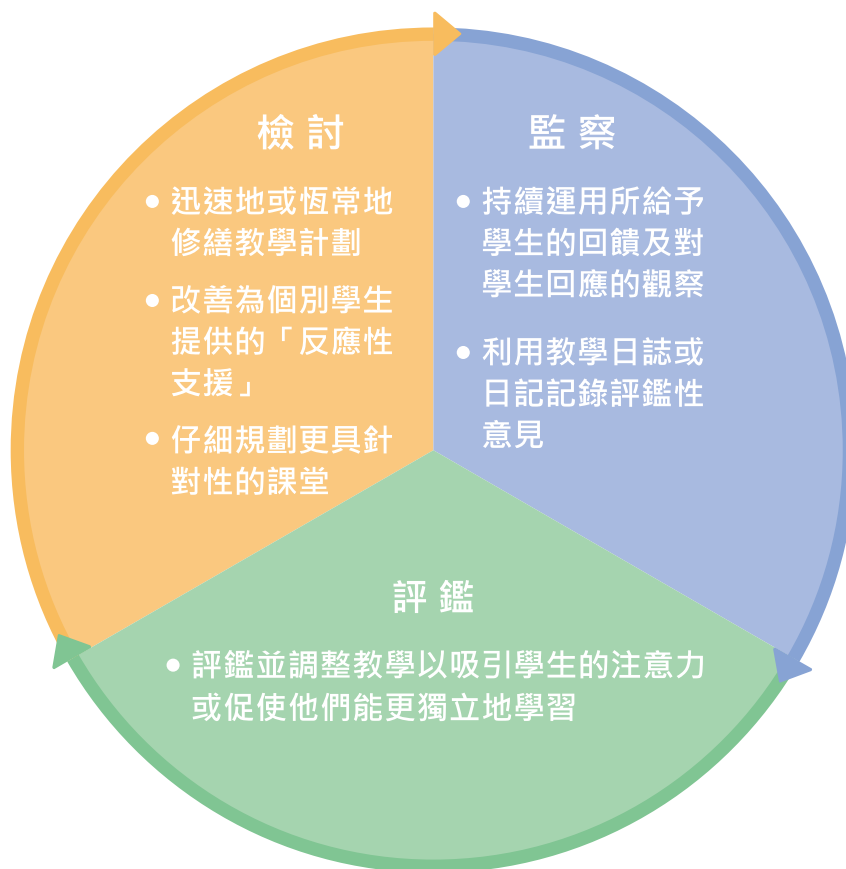 檢討
• 迅速地或恆常地
修繕教學計劃
• 改善為個別學生
提供的「反應性
支援」
• 仔細規劃更具針
對性的課堂
監察
• 持續運用所給予
學生的回饋及對
學生回應的觀察
• 利用教學日誌或
日記記錄評鑑性
意見
評鑑
• 評鑑並調整教學以吸引學生的注意力
或促使他們能更獨立地學習